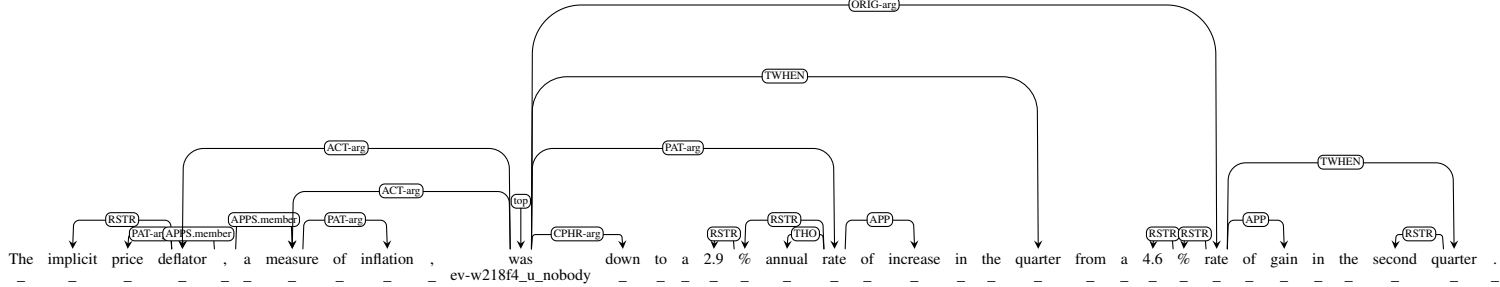 ORIG-arg
TWHEN
ACT-arg PAT-arg
TWHEN
ACT-arg
top
RSTR APPS.member PAT-arg RSTR APP APP
APPS.member CPHR-arg RSTR THO RSTR RSTR RSTR
The implicit price deflator , a measure of inflation , was down to a 2.9 % annual rate of increase in the quarter from a 4.6 % rate of gain in the second quarter .
ev-w218f4_u_nobody
_ _ _ _ _ _ _ _ _ _ _ _ _ _ _ _ _ _ _ _ _ _ _ _ _ _ _ _ _ _ _ _ _ _ _